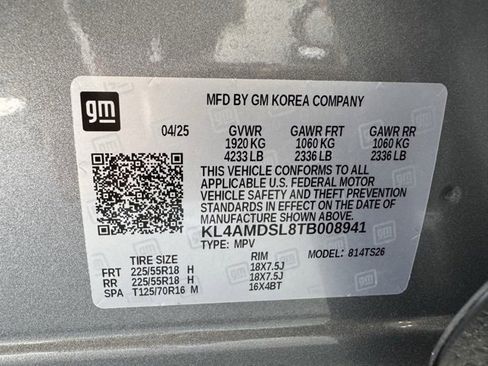 gm
MFD BY GM KOREA COMPANY
04/25 GVWR GAWR FRT GAWR RR
1920 KG 1060 KG 1060 KG
4233 LB 2336 LB 2336 LB
THIS VEHICLE CONFORMS TO ALL
APPLICABLE U.S. FEDERAL MOTOR
VEHICLE SAFETY AND THEFT PREVENTION
STANDARDS IN EFFECT ON THE DATE OF
MANUFACTURE SHOWN ABOVE.
KL4AMDSL8TB008941
TYPE: MPV MODEL: 814TS26
TIRE SIZE RIM
FRT 225/55R18 H 18X7.5J
RR 225/55R18 H 18X7.5J
SPA T125/70R16 M 16X4BT